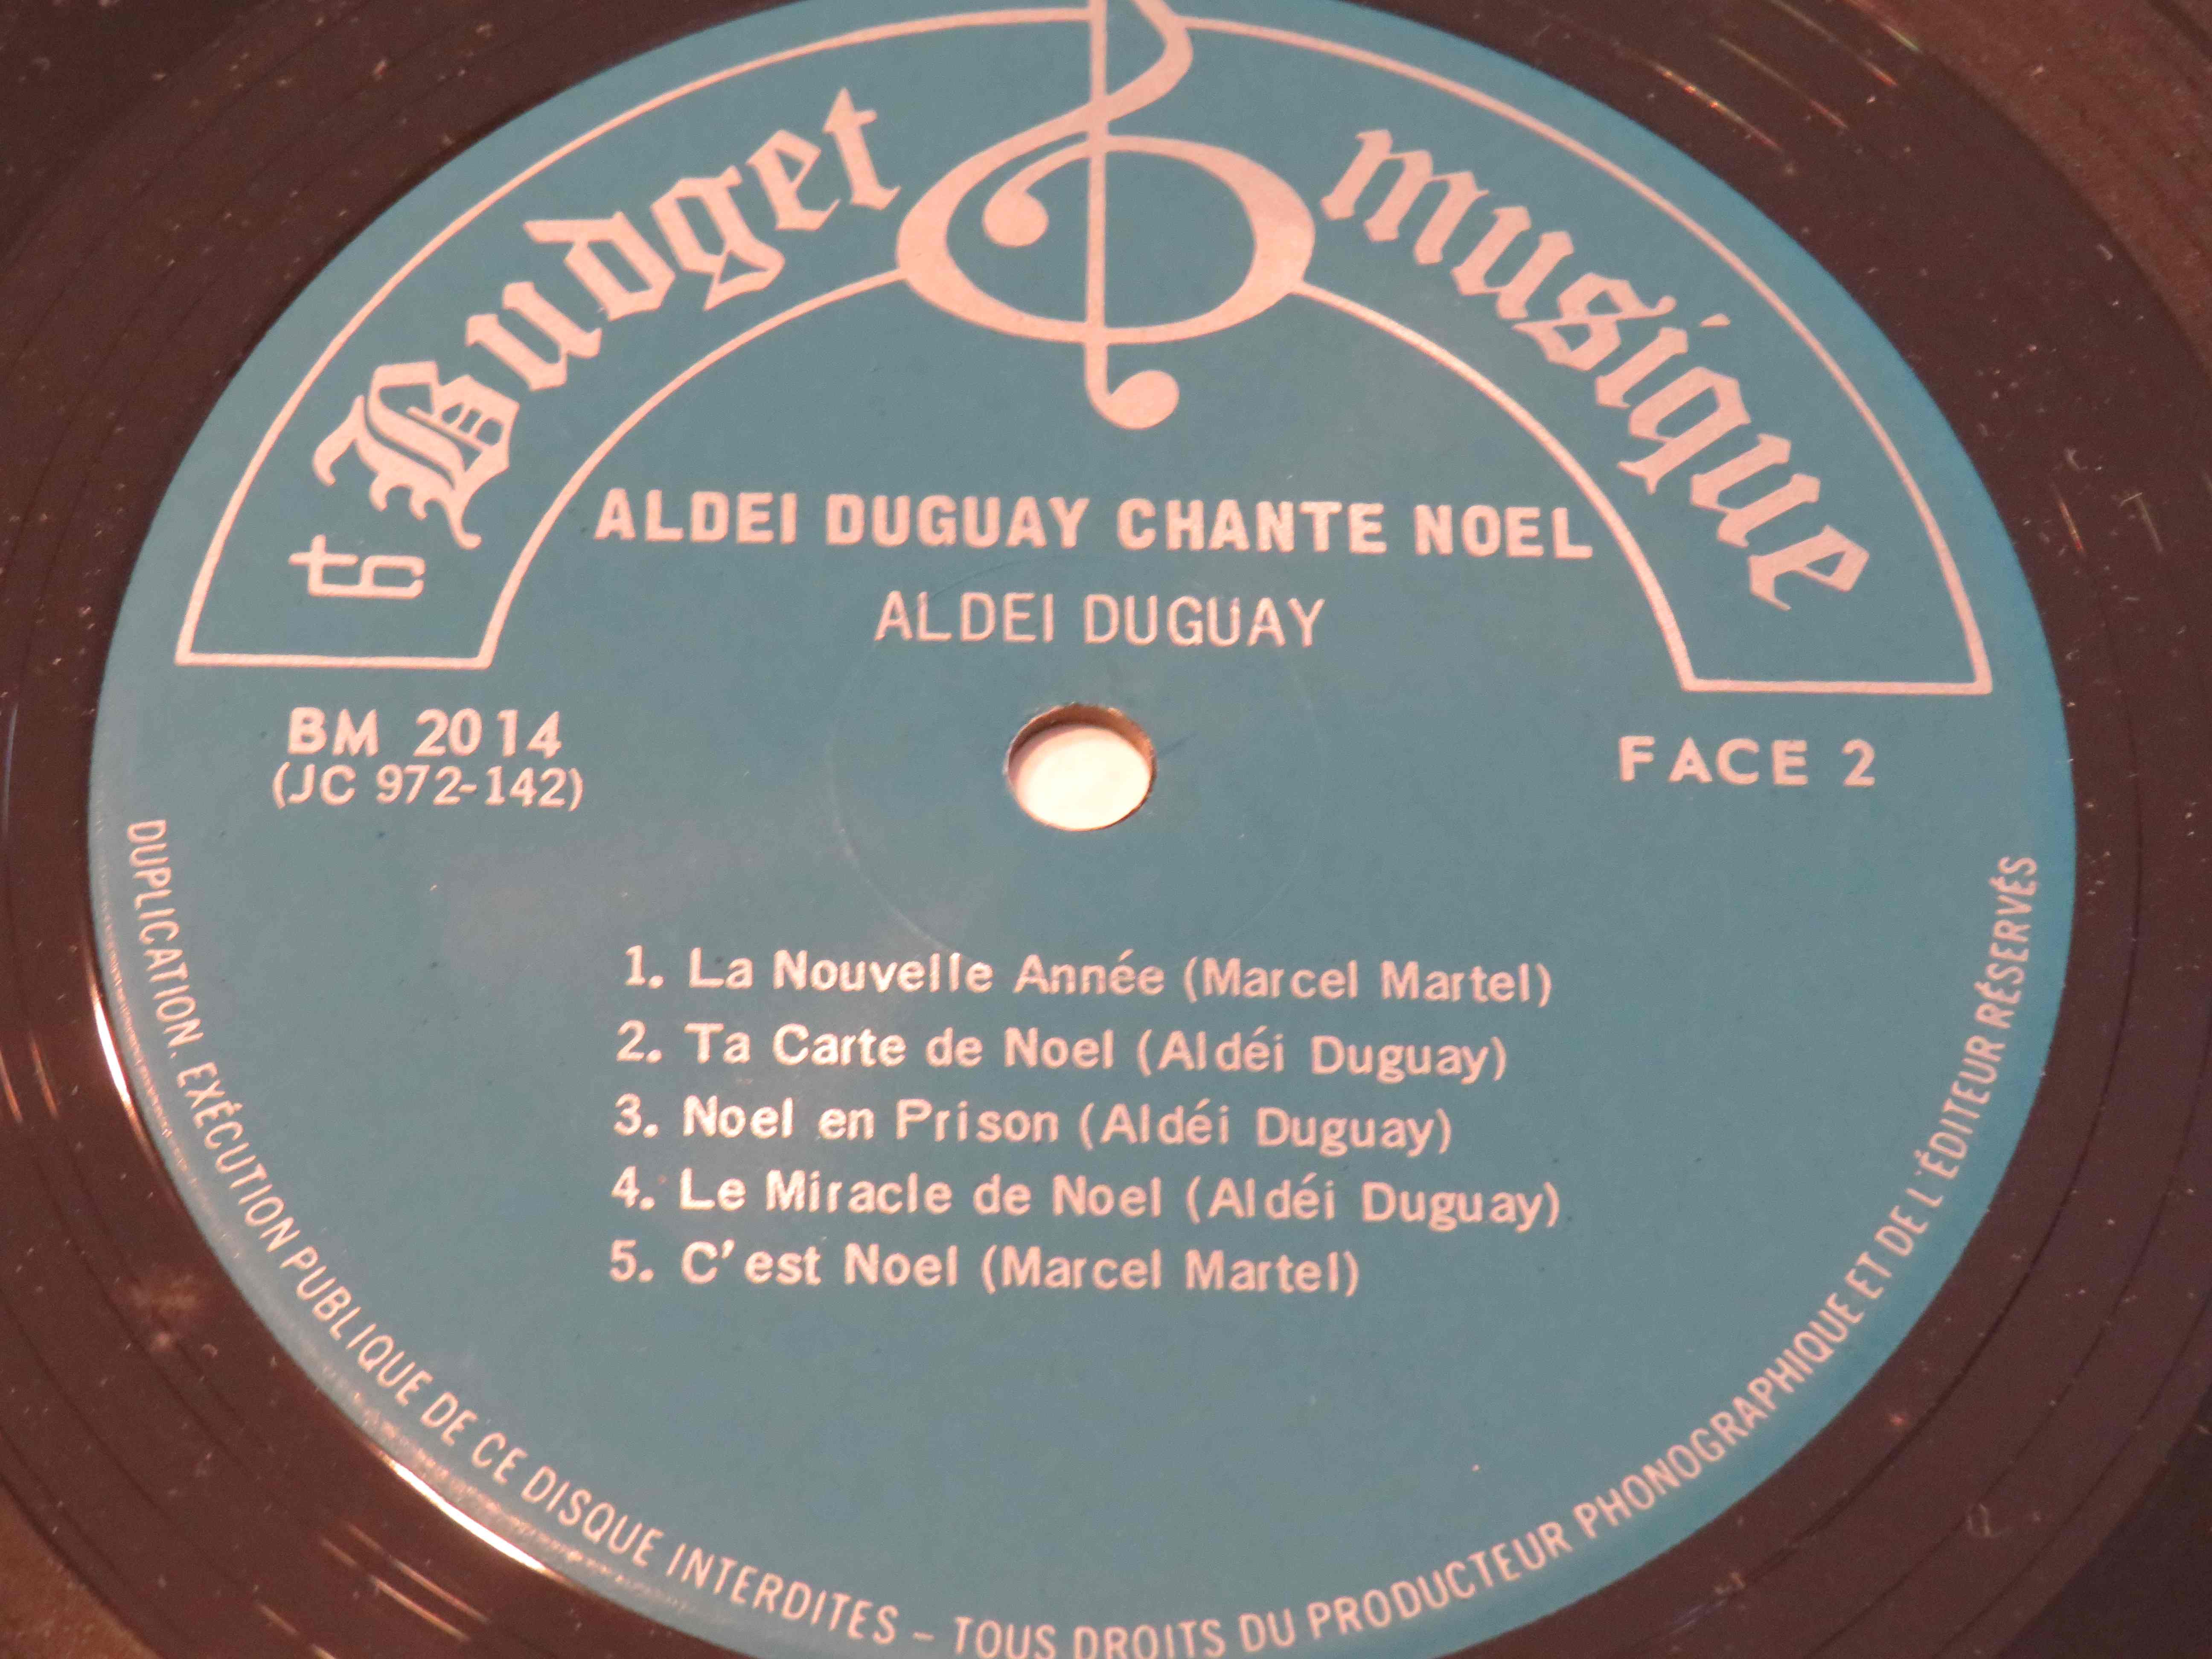 Budget musique
ALDEI DUGUAY CHANTE NOEL
ALDEI DUGUAY
BM 2014
(JC 972-142)
FACE 2
1. La Nouvelle Année (Marcel Martel)
2. Ta Carte de Noel (Aldéi Duguay)
3. Noel en Prison (Aldéi Duguay)
4. Le Miracle de Noel (Aldéi Duguay)
5. C'est Noel (Marcel Martel)
DUPLICATION. EXÉCUTION PUBLIQUE DE CE DISQUE INTERDITES – TOUS DROITS DU PRODUCTEUR PHONOGRAPHIQUE ET DE L'ÉDITEUR RÉSERVÉS